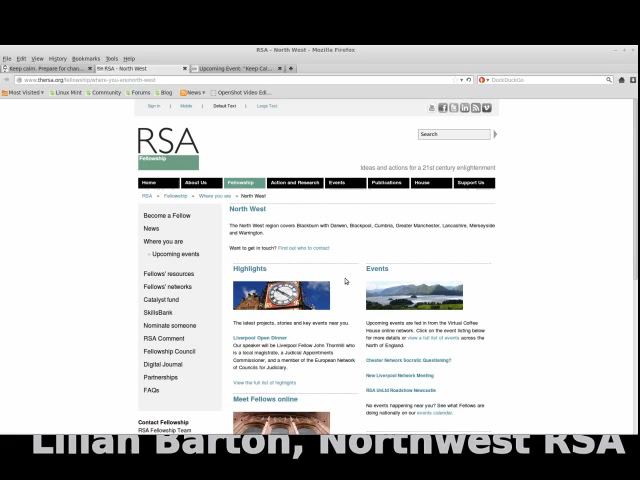 RSA - North West - Mozilla Firefox
File Edit View History Bookmarks Tools Help
Keep calm. Prepare for chan... RSA - North West Upcoming Event: "Keep Cal...
www.thersa.org/fellowship/where-you-are/north-west DuckDuckGo
Most Visited Linux Mint Community Forums Blog News OpenShot Video Edi...
Sign in | Mobile | Default Text | Large Text
RSA
Fellowship
Search
Ideas and actions for a 21st century enlightenment
Home About Us Fellowship Action and Research Events Publications House Support Us
RSA Fellowship Where you are North West
Become a Fellow
News
Where you are
Upcoming events
Fellows' resources
Fellows' networks
Catalyst fund
SkillsBank
Nominate someone
RSA Comment
Fellowship Council
Digital Journal
Partnerships
FAQs
Contact Fellowship
RSA Fellowship Team
North West
The North West region covers Blackburn with Darwen, Blackpool, Cumbria, Greater Manchester, Lancashire, Merseyside
and Warrington.
Want to get in touch? Find out who to contact
Highlights
The latest projects, stories and key events near you.
Liverpool Open Dinner
Our speaker will be Liverpool Fellow John Thornhill who
is a local magistrate, a Judicial Appointments
Commissioner, and a member of the European Network
of Councils for Judiciary.
View the full list of highlights
Meet Fellows online
Events
Upcoming events are fed in from the Virtual Coffee
House online network. Click on the event listing below
for more details or view a full list of events across the
North of England.
Chester Network Socratic Questioning?
New Liverpool Network Meeting
RSA UnLtd Roadshow Newcastle
No events happening near you? See what Fellows are
doing nationally on our events calendar.
Lillian Barton, Northwest RSA